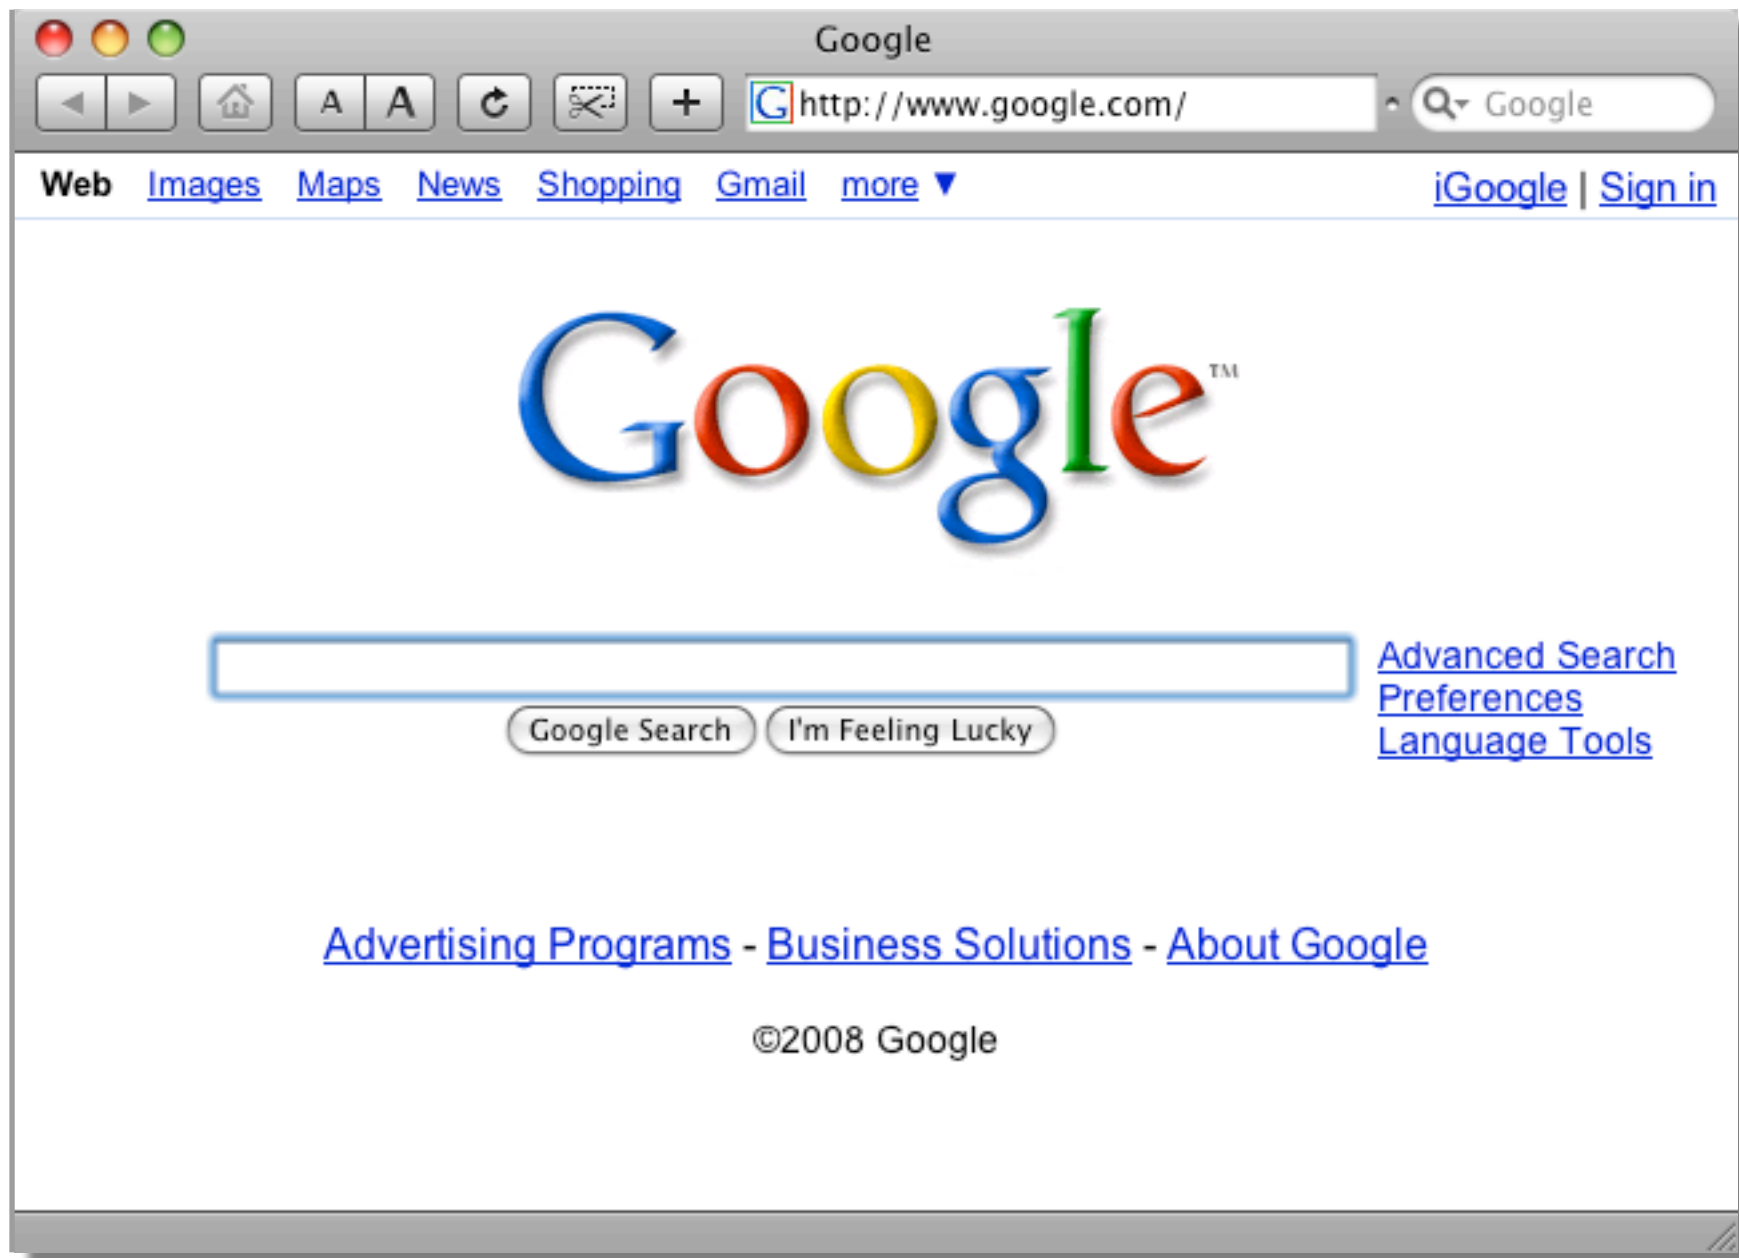 Google
A A http://www.google.com/ Google
Web Images Maps News Shopping Gmail more ▼ iGoogle | Sign in
Google™
Advanced Search
Preferences
Language Tools
Google Search I'm Feeling Lucky
Advertising Programs - Business Solutions - About Google
©2008 Google